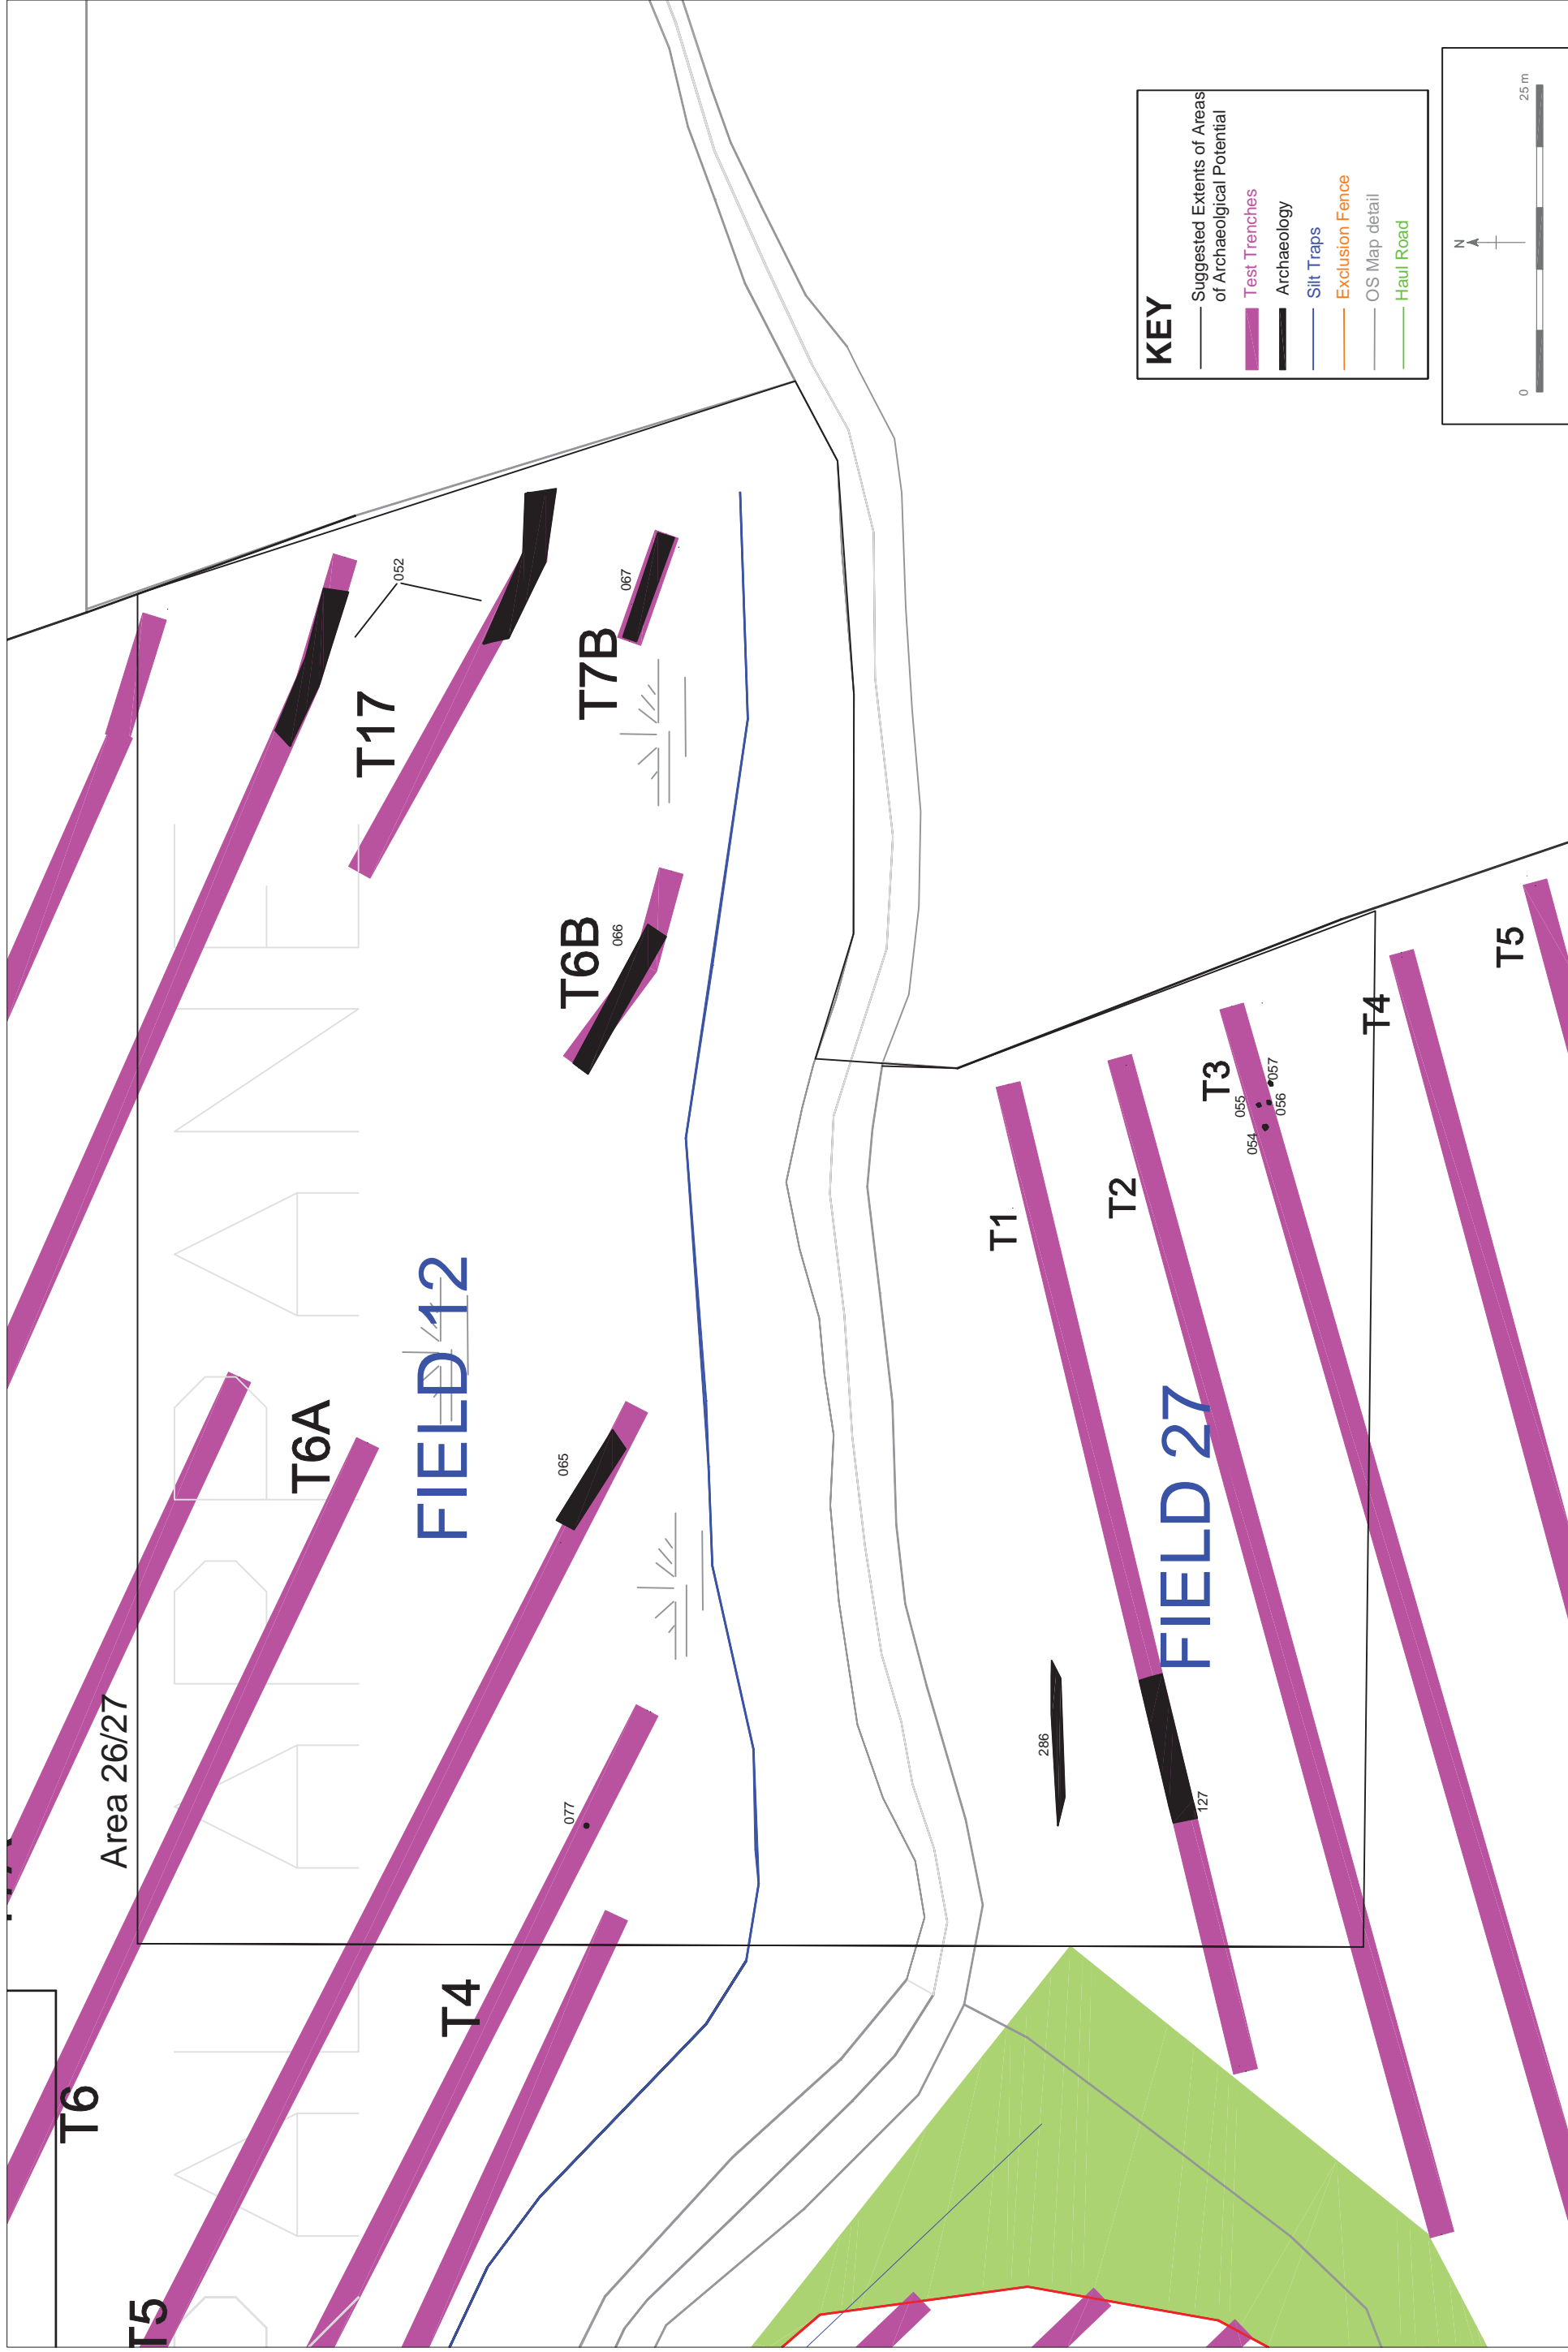 Area 26/27
T6
T5
T4
T6A
T17
T6B
T7B
FIELD 12
052
065
066
067
077
FIELD 27
T1
T2
T3
T4
T5
054
055
056
057
127
286
KEY
Suggested Extents of Areas
of Archaeolgical Potential
Test Trenches
Archaeology
Silt Traps
Exclusion Fence
OS Map detail
Haul Road
N
0
25 m